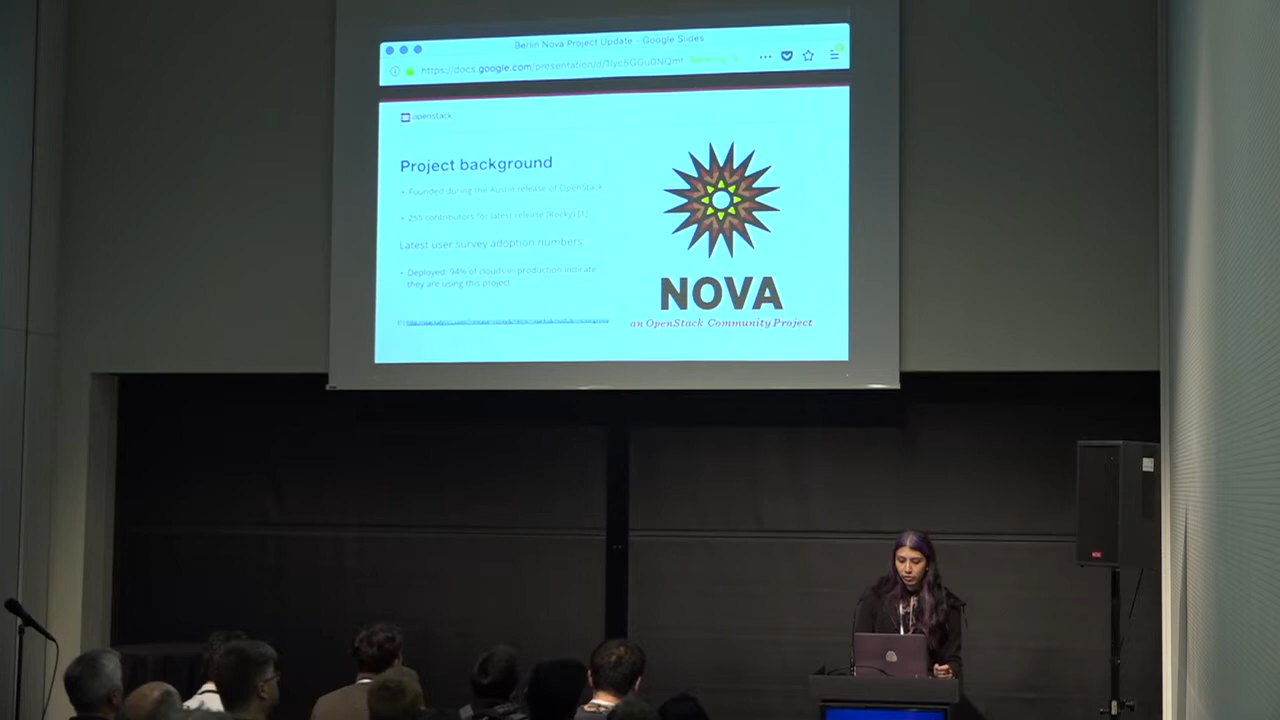 Berlin Nova Project Update - Google Slides
https://docs.google.com/presentation/d/1Iyc5GGu0NQmt
openstack
Project background
• Founded during the Austin release of OpenStack
• 255 contributors for latest release (Rocky) [1]
Latest user survey adoption numbers:
• Deployed: 94% of clouds in production indicate
they are using this project
NOVA
an OpenStack Community Project